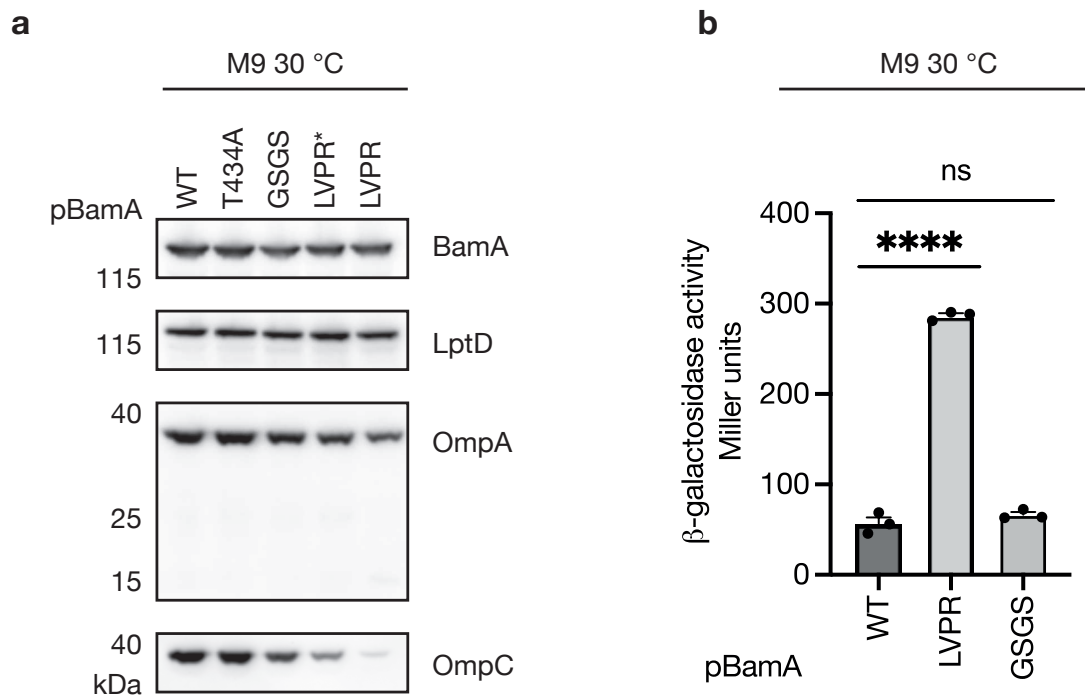 a
M9 30 °C
pBamA
WT
T434A
GSGS
LVPR*
LVPR
BamA
115
115
LptD
40
OmpA
25
15
40
OmpC
kDa
b
M9 30 °C
ns
****
β-galactosidase activity
Miller units
400
300
200
100
0
WT
LVPR
GSGS
pBamA